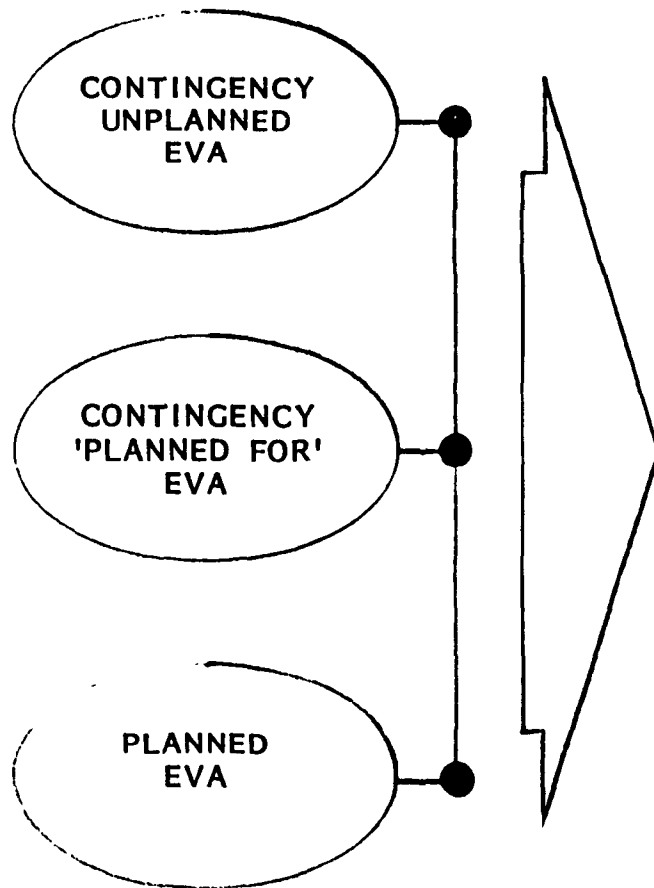 CONTINGENCY
UNPLANNED
EVA
CONTINGENCY
'PLANNED FOR'
EVA
PLANNED
EVA